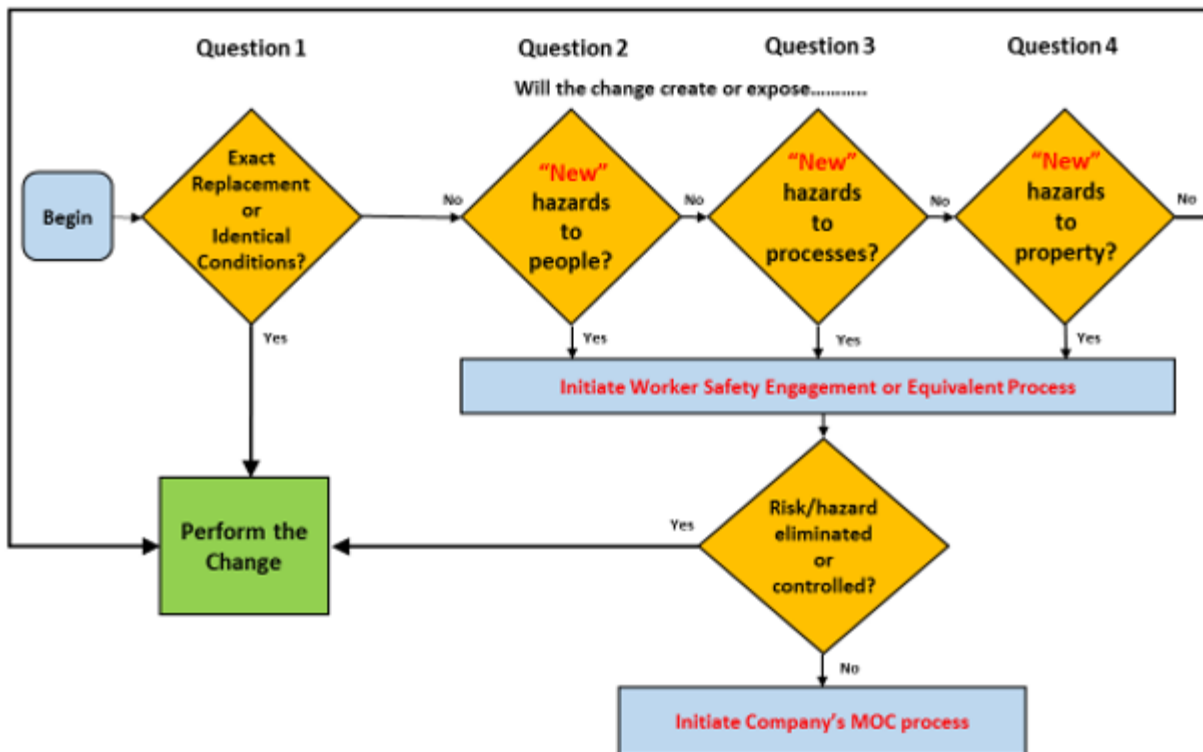 Question 1
Question 2
Question 3
Question 4
Will the change create or expose...........
Begin
Exact
Replacement
or
Identical
Conditions?
No
"New"
hazards
to
people?
No
"New"
hazards
to
processes?
No
"New"
hazards
to
property?
No
Yes
Yes
Yes
Yes
Initiate Worker Safety Engagement or Equivalent Process
Perform the
Change
Yes
Risk/hazard
eliminated
or
controlled?
No
Initiate Company's MOC process